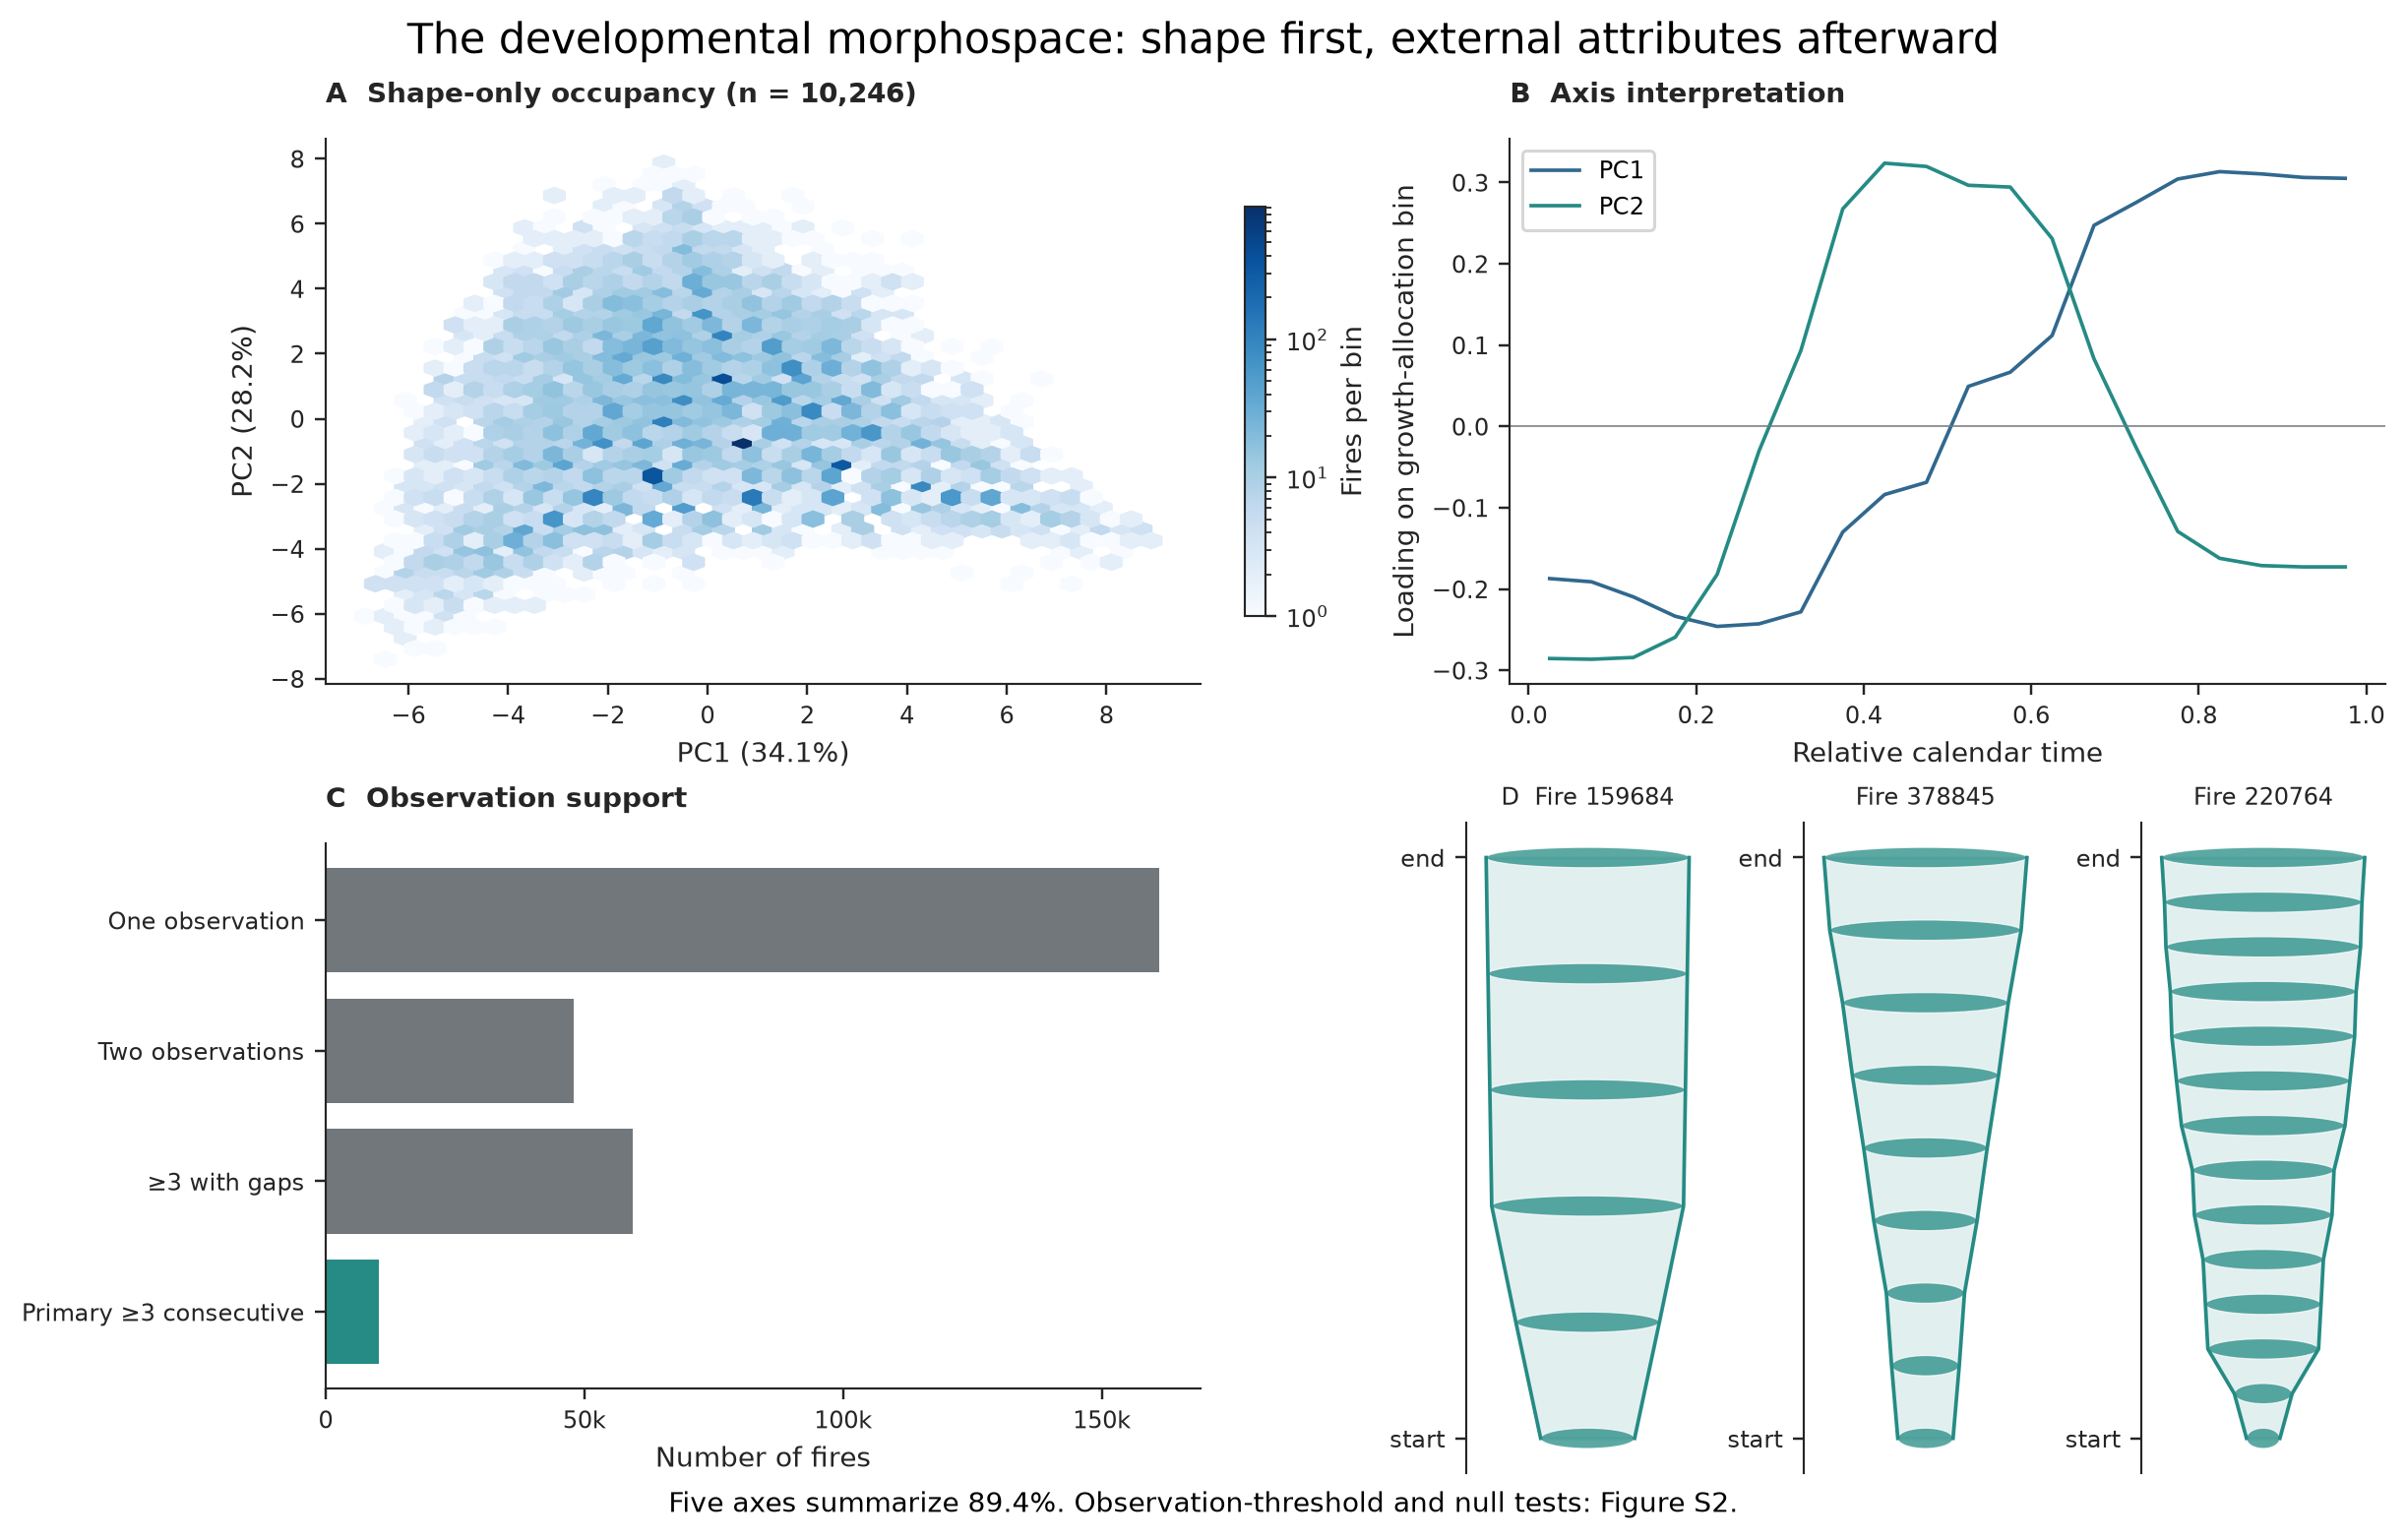 The developmental morphospace: shape first, external attributes afterward
A Shape-only occupancy (n = 10,246)
8
6
4
2
0
−2
−4
−6
−8
PC2 (28.2%)
−6 −4 −2 0 2 4 6 8
PC1 (34.1%)
10²
10¹
10⁰
Fires per bin
B Axis interpretation
PC1
PC2
0.3
0.2
0.1
0.0
−0.1
−0.2
−0.3
Loading on growth-allocation bin
0.0 0.2 0.4 0.6 0.8 1.0
Relative calendar time
C Observation support
One observation
Two observations
≥3 with gaps
Primary ≥3 consecutive
0 50k 100k 150k
Number of fires
D Fire 159684
end
start
Fire 378845
end
start
Fire 220764
end
start
Five axes summarize 89.4%. Observation-threshold and null tests: Figure S2.